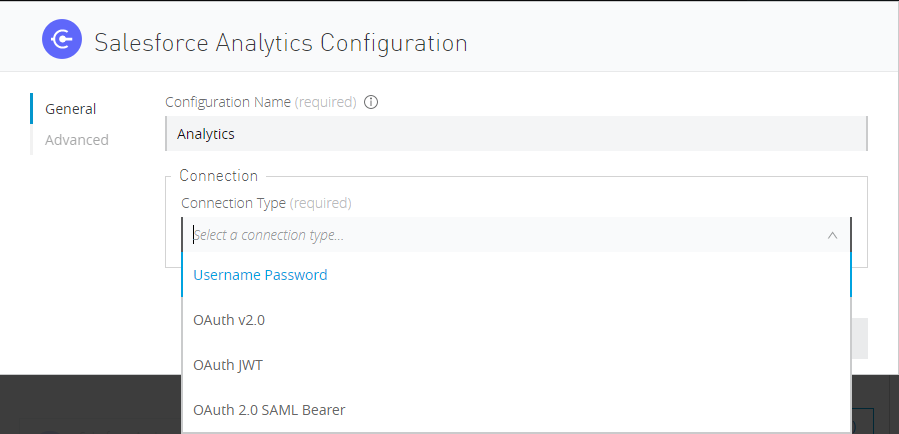 Salesforce Analytics Configuration
General
Advanced
Configuration Name (required)
Analytics
Connection
Connection Type (required)
Select a connection type...
Username Password
OAuth v2.0
OAuth JWT
OAuth 2.0 SAML Bearer